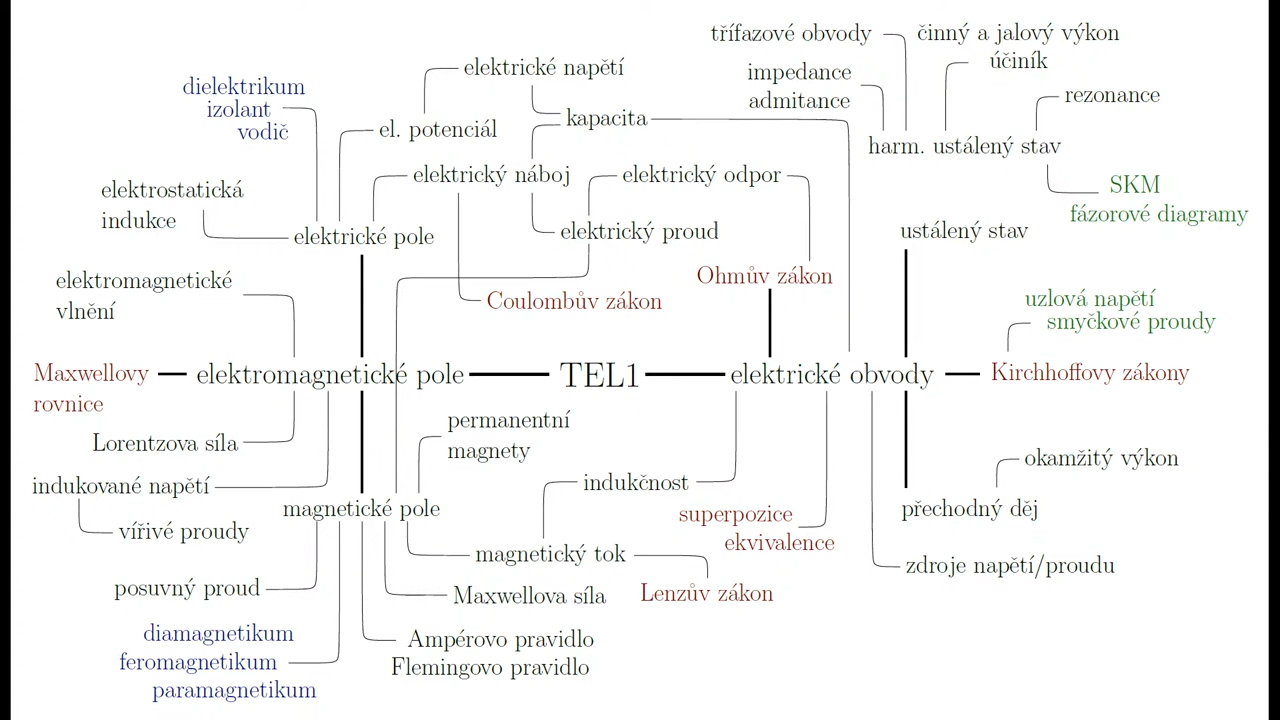 třífazové obvody
činný a jalový výkon
účiník
elektrické napětí
impedance
admitance
dielektrikum
izolant
vodič
rezonance
kapacita
el. potenciál
harm. ustálený stav
elektrický náboj
elektrický odpor
SKM
fázorové diagramy
elektrostatická
indukce
elektrické pole
elektrický proud
ustálený stav
elektromagnetické
vlnění
Ohmův zákon
Coulombův zákon
uzlová napětí
smyčkové proudy
Maxwellovy
rovnice
elektromagnetické pole
TEL1
elektrické obvody
Kirchhoffovy zákony
permanentní
magnety
Lorentzova síla
okamžitý výkon
indukované napětí
indukčnost
magnetické pole
superpozice
ekvivalence
přechodný děj
vířivé proudy
magnetický tok
zdroje napětí/proudu
posuvný proud
Maxwellova síla
Lenzův zákon
diamagnetikum
feromagnetikum
paramagnetikum
Ampérovo pravidlo
Flemingovo pravidlo